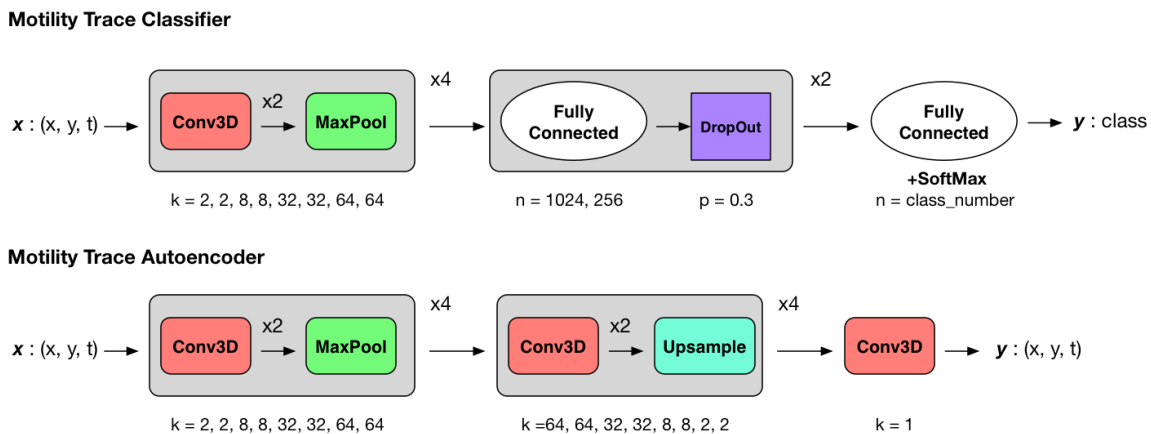 Motility Trace Classifier
x : (x, y, t)
Conv3D
x2
MaxPool
x4
Fully
Connected
DropOut
x2
Fully
Connected
y : class
+SoftMax
k = 2, 2, 8, 8, 32, 32, 64, 64
n = 1024, 256
p = 0.3
n = class_number
Motility Trace Autoencoder
x : (x, y, t)
Conv3D
x2
MaxPool
x4
Conv3D
x2
Upsample
x4
Conv3D
y : (x, y, t)
k = 2, 2, 8, 8, 32, 32, 64, 64
k =64, 64, 32, 32, 8, 8, 2, 2
k = 1